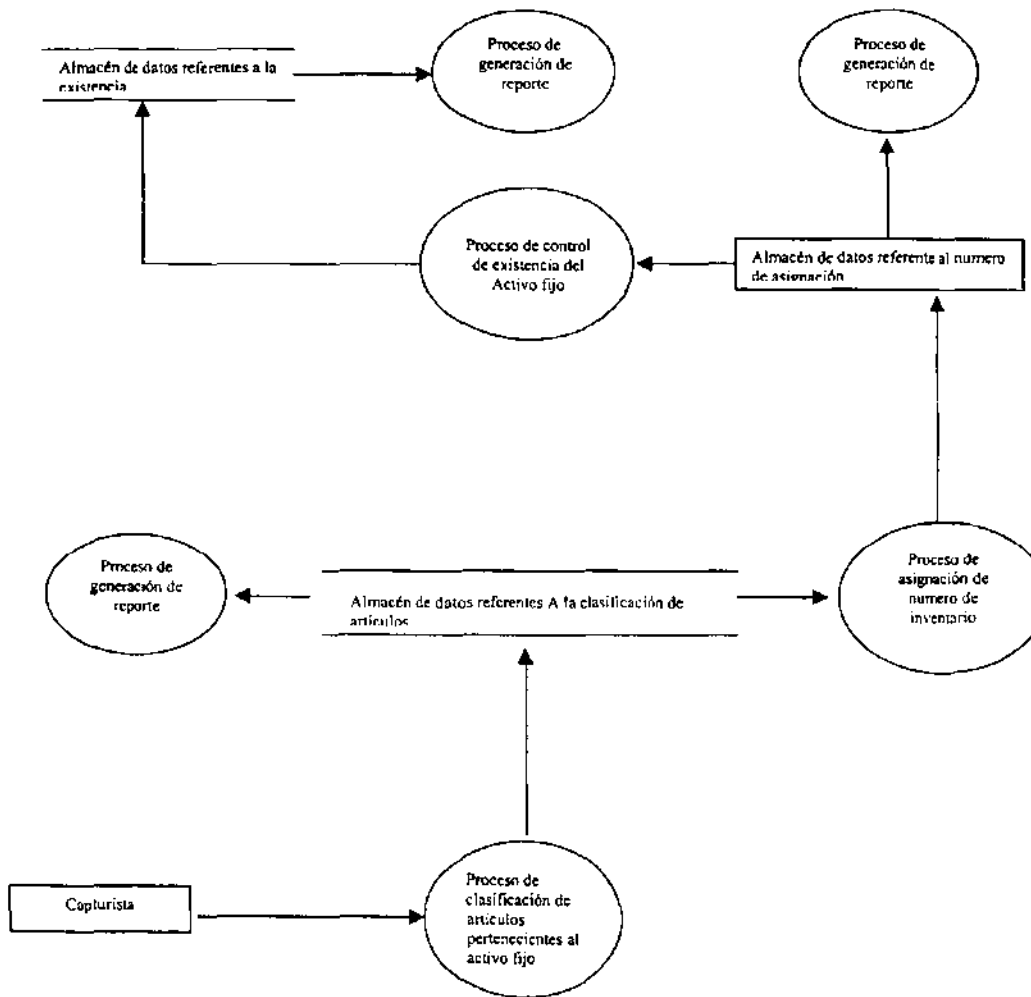 Proceso de
generación de
reporte
Proceso de
generación de
reporte
Almacén de datos referentes a la
existencia
Proceso de control
de existencia del
Activo fijo
Almacén de datos referente al numero
de asignación
Proceso de
generación de
reporte
Almacén de datos referentes A la clasificación de
artículos
Proceso de
asignación de
numero de
inventario
Capturista
Proceso de
clasificación de
artículos
pertenecientes al
activo fijo